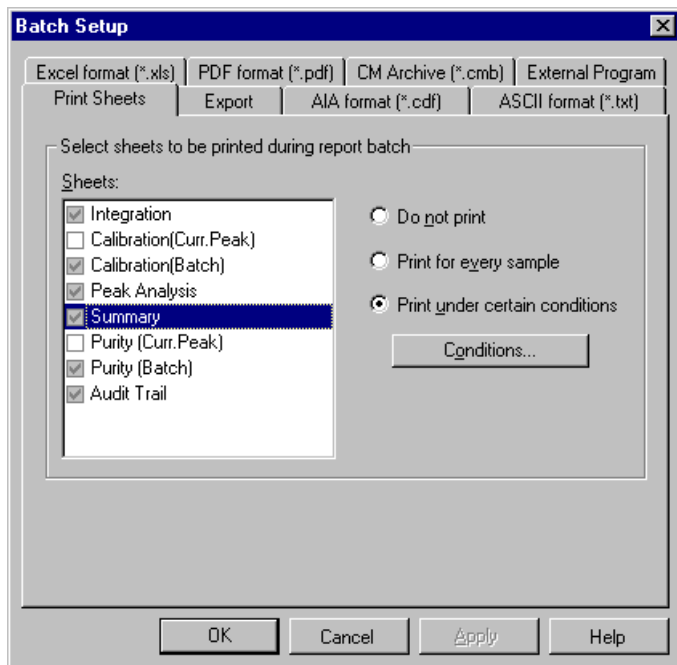 Batch Setup
Excel format (*.xls) PDF format (*.pdf) CM Archive (*.cmb) External Program
Print Sheets Export AIA format (*.cdf) ASCII format (*.txt)
Select sheets to be printed during report batch
Sheets:
Integration
Calibration(Curr.Peak)
Calibration(Batch)
Peak Analysis
Summary
Purity (Curr.Peak)
Purity (Batch)
Audit Trail
Do not print
Print for every sample
Print under certain conditions
Conditions...
OK Cancel Apply Help